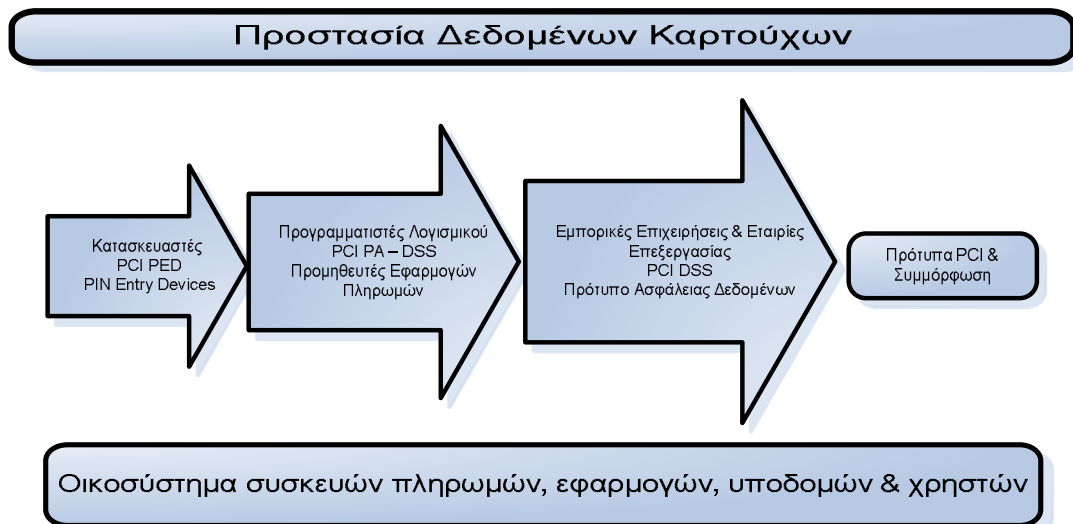 Προστασία Δεδομένων Καρτούχων
Κατασκευαστές
PCI PED
PIN Entry Devices
Προγραμματιστές Λογισμικού
PCI PA – DSS
Προμηθευτές Εφαρμογών
Πληρωμών
Εμπορικές Επιχειρήσεις & Εταιρίες
Επεξεργασίας
PCI DSS
Πρότυπο Ασφάλειας Δεδομένων
Πρότυπα PCI &
Συμμόρφωση
Οικοσύστημα συσκευών πληρωμών, εφαρμογών, υποδομών & χρηστών